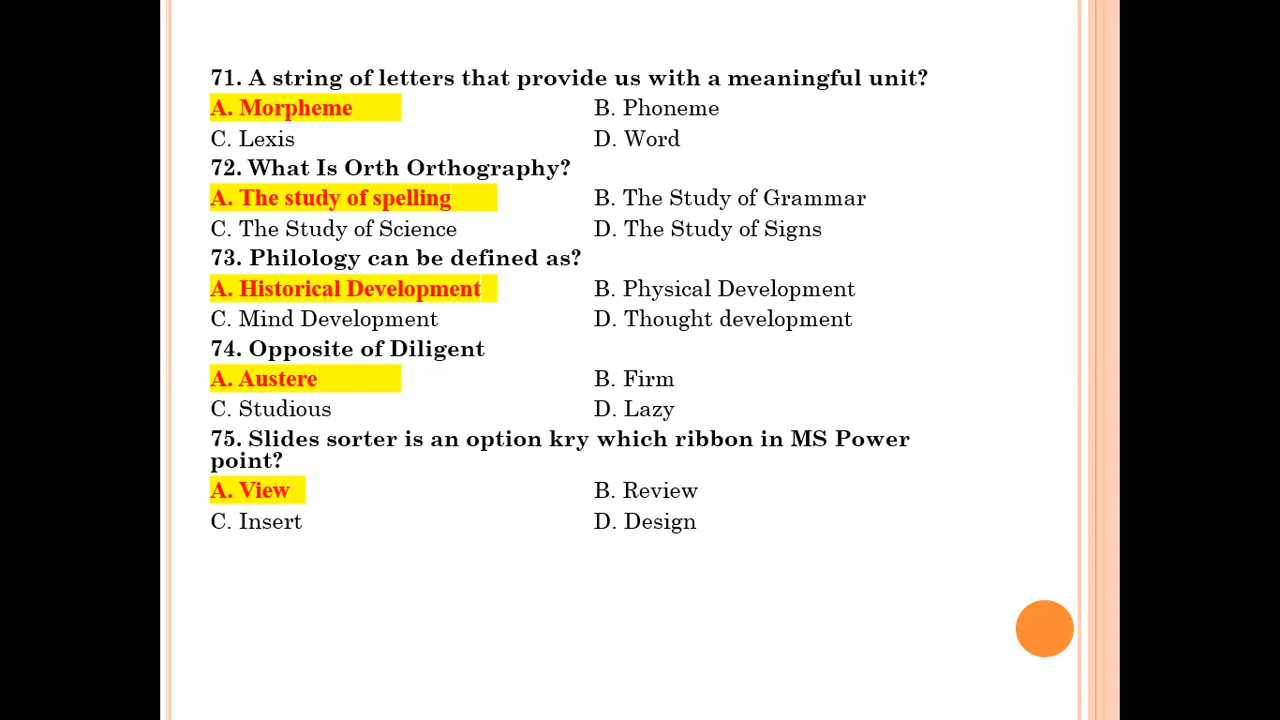 71. A string of letters that provide us with a meaningful unit?
A. Morpheme B. Phoneme
C. Lexis D. Word
72. What Is Orth Orthography?
A. The study of spelling B. The Study of Grammar
C. The Study of Science D. The Study of Signs
73. Philology can be defined as?
A. Historical Development B. Physical Development
C. Mind Development D. Thought development
74. Opposite of Diligent
A. Austere B. Firm
C. Studious D. Lazy
75. Slides sorter is an option kry which ribbon in MS Power
point?
A. View B. Review
C. Insert D. Design